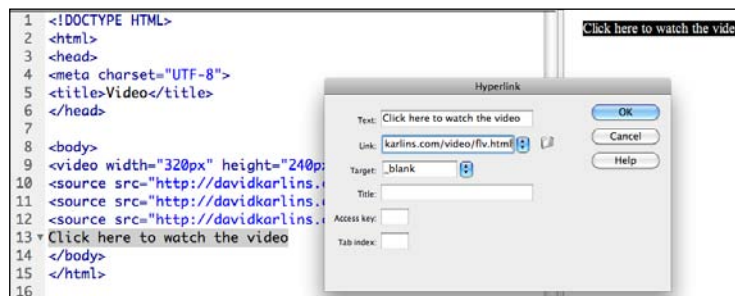 1 <!DOCTYPE HTML>
2 <html>
3 <head>
4 <meta charset="UTF-8">
5 <title>Video</title>
6 </head>
7
8 <body>
9 <video width="320px" height="240p
10 <source src="http://davidkarlins.
11 <source src="http://davidkarlins.
12 <source src="http://davidkarlins.
13 Click here to watch the video
14 </body>
15 </html>
16
Click here to watch the vide
Hyperlink
Text: Click here to watch the video
Link: karlins.com/video/flv.html
Target: _blank
Title:
Access key:
Tab index:
OK
Cancel
Help